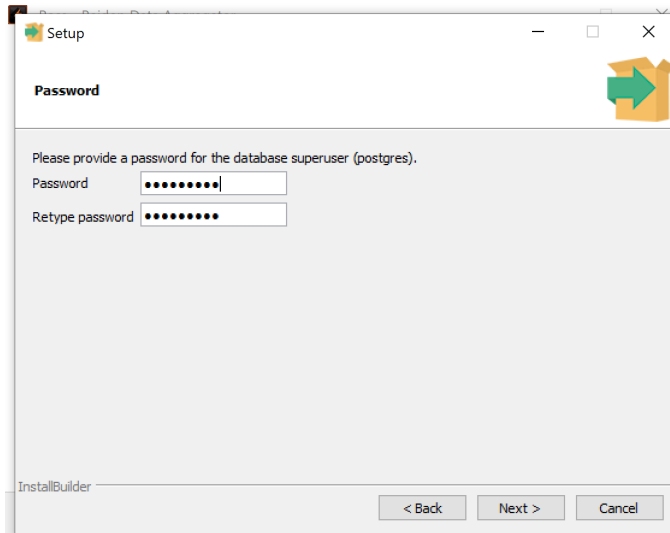 Setup
Password
Please provide a password for the database superuser (postgres).
Password
Retype password
InstallBuilder
< Back
Next >
Cancel